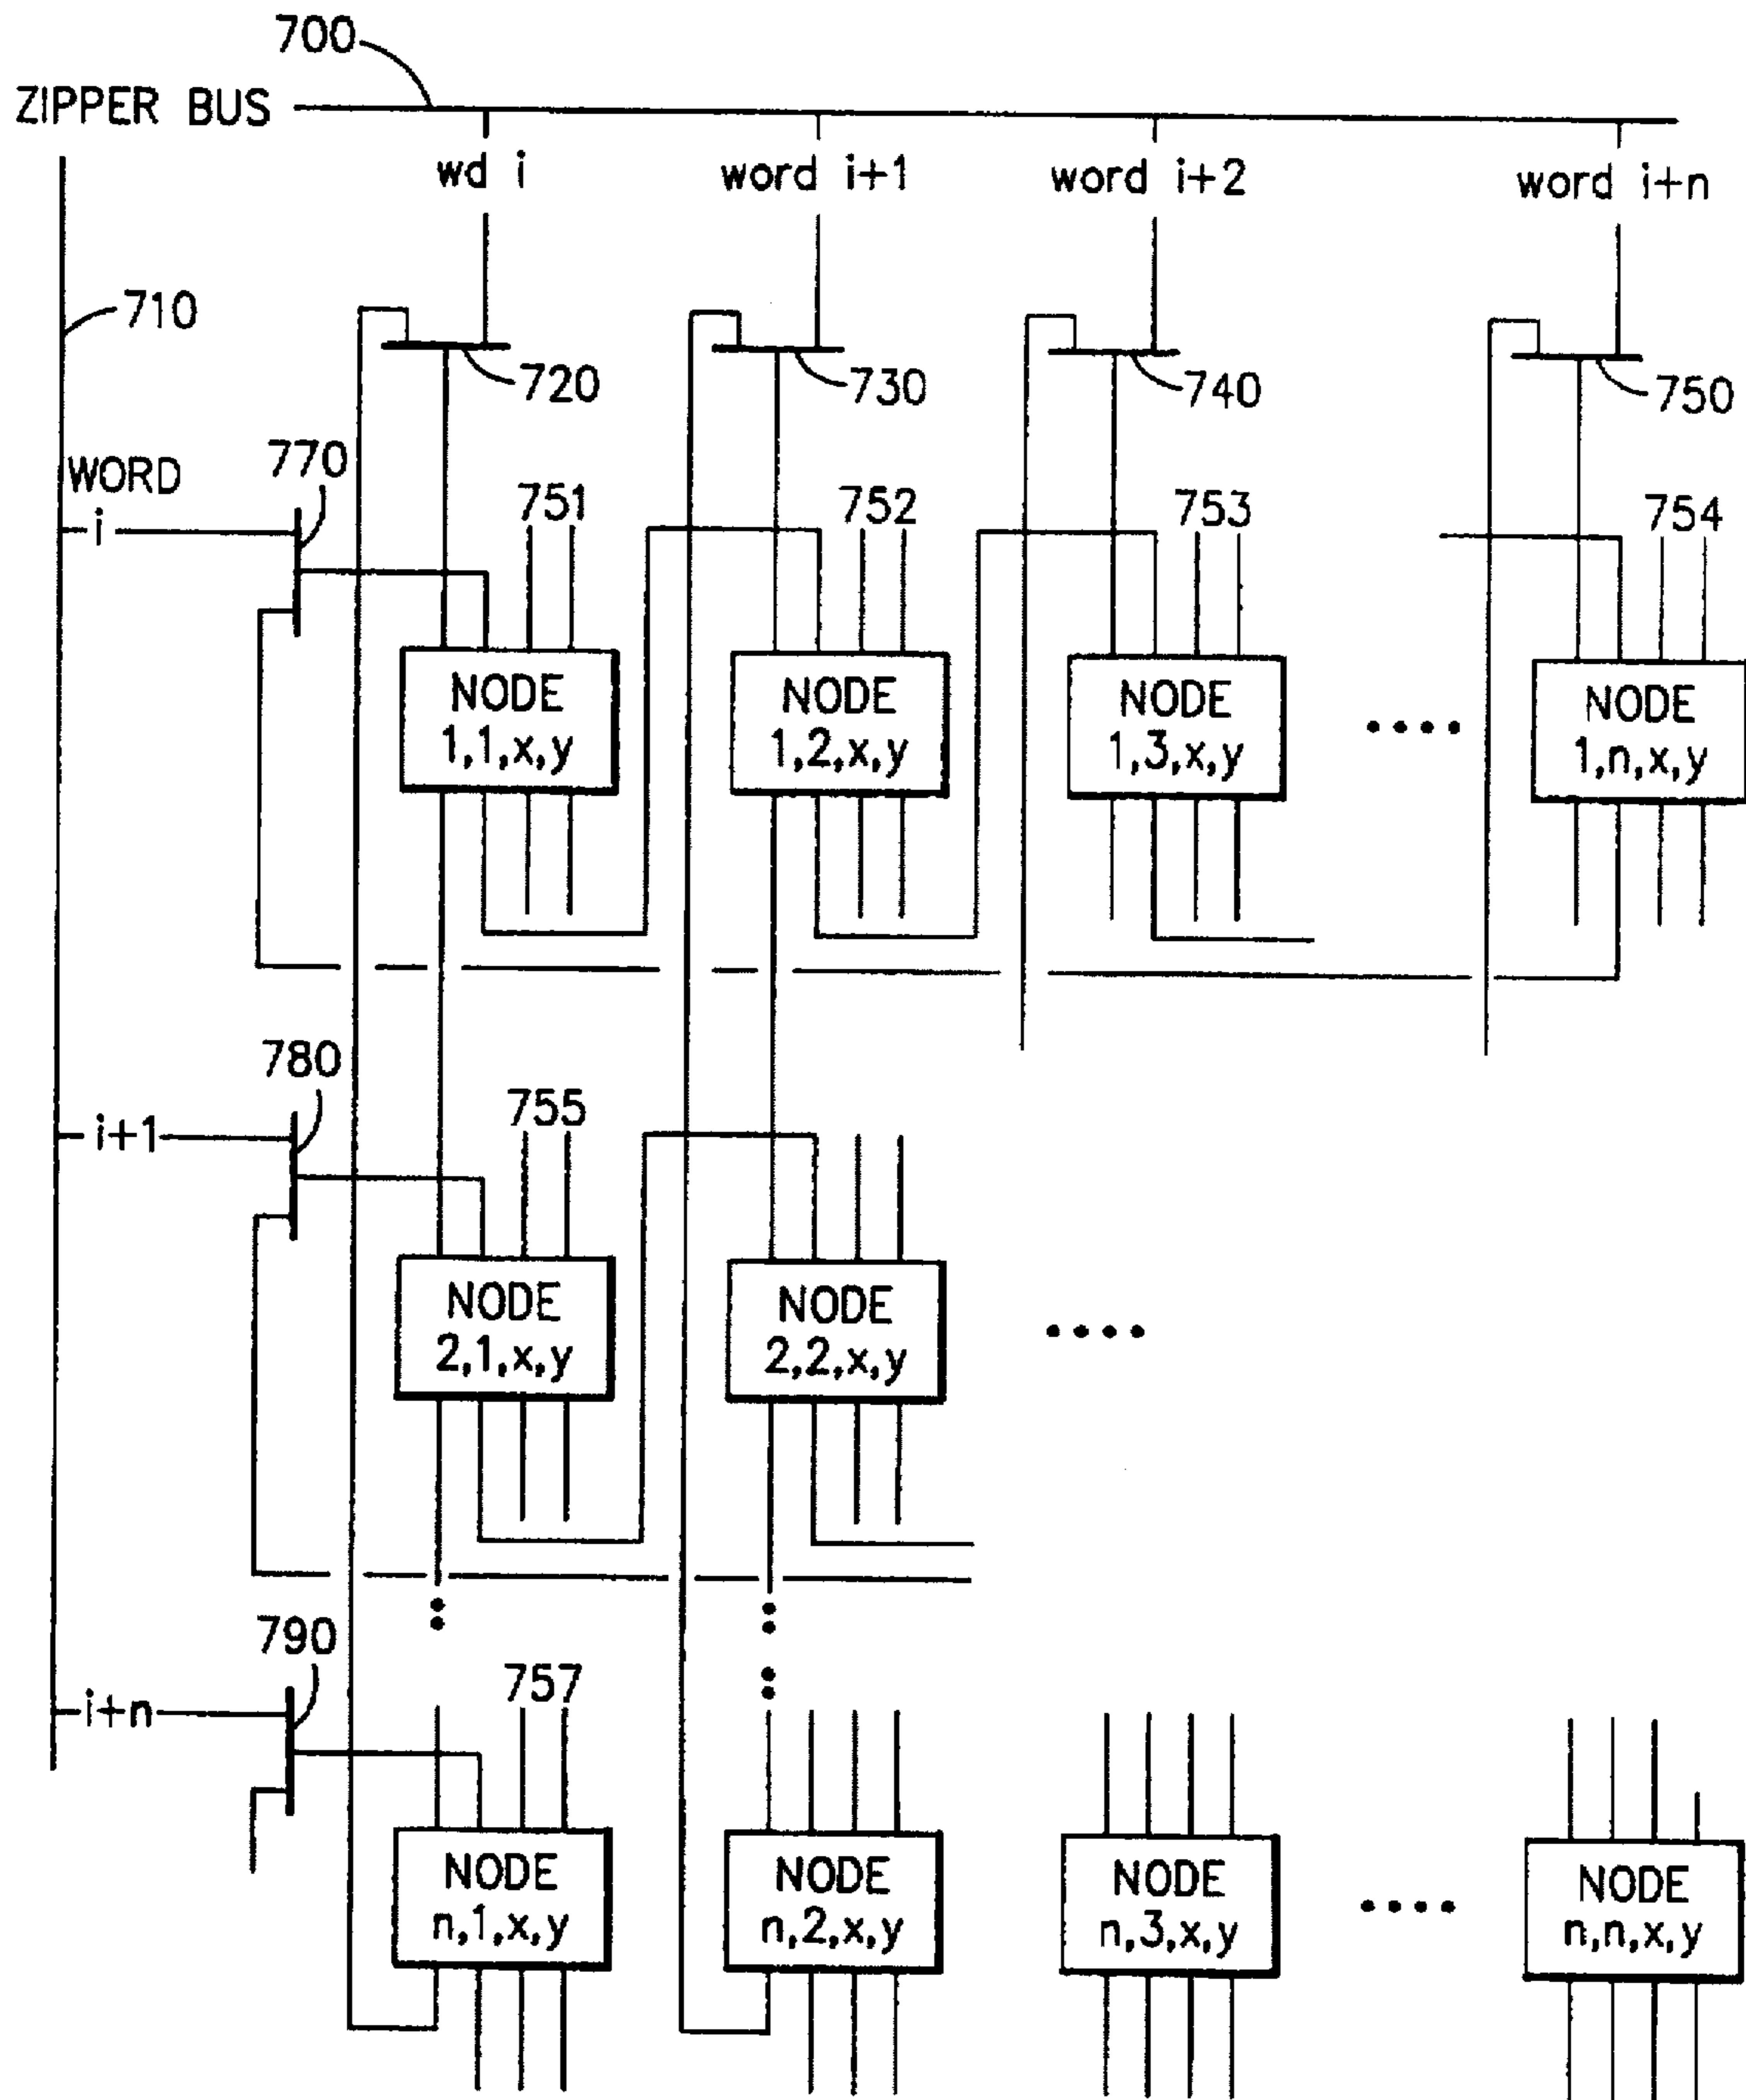 700
ZIPPER BUS
wd i
word i+1
word i+2
word i+n
710
720
730
740
750
WORD
i
770
751
752
753
754
NODE
1,1,x,y
NODE
1,2,x,y
NODE
1,3,x,y
....
NODE
1,n,x,y
780
i+1
755
NODE
2,1,x,y
NODE
2,2,x,y
....
790
i+n
757
NODE
n,1,x,y
NODE
n,2,x,y
NODE
n,3,x,y
....
NODE
n,n,x,y